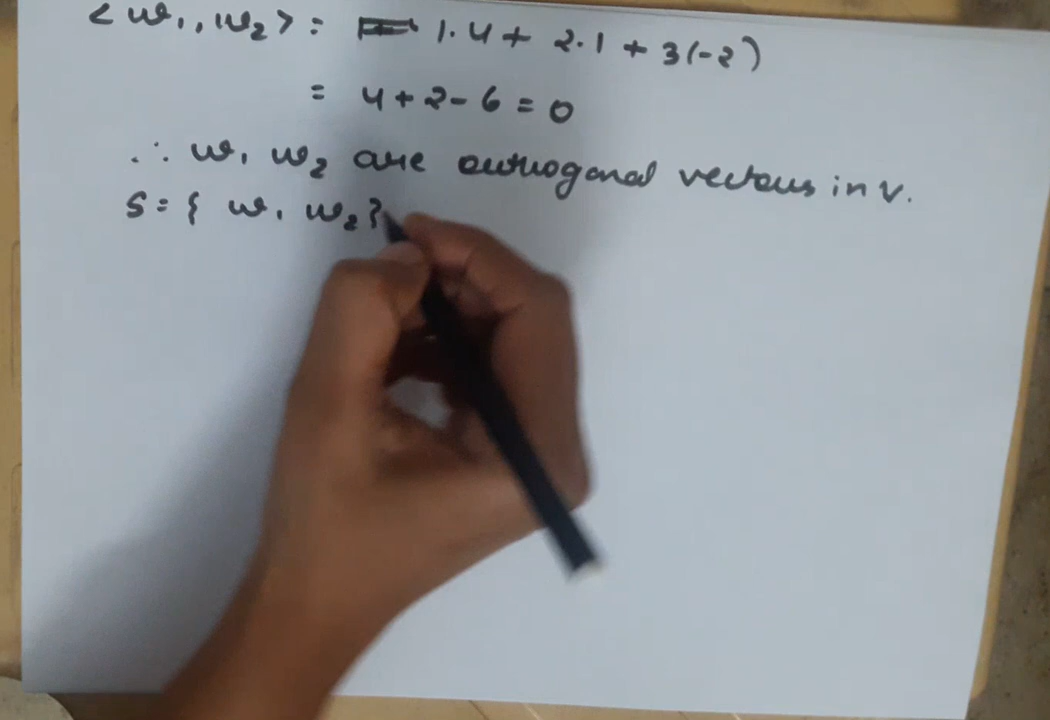 < w1, w2 > = 1.4 + 2.1 + 3(-2)
= 4+2-6=0
∴ w1 w2 are orthogonal vectors in V.
S = { w1 w2 }